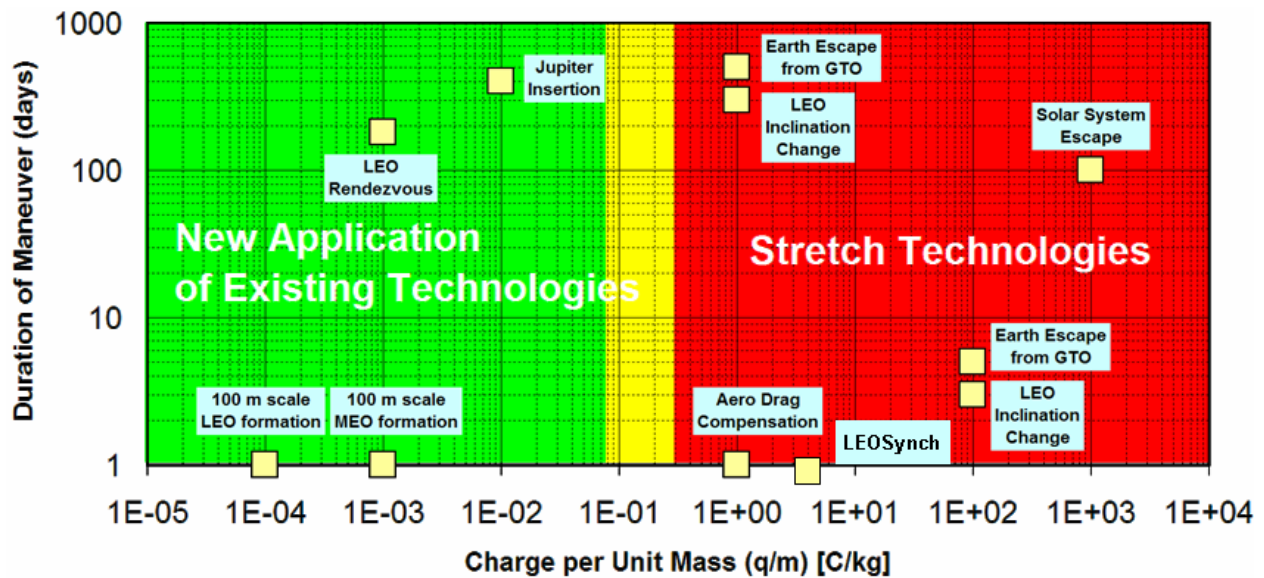 1000
100
10
1
Duration of Maneuver (days)
Jupiter
Insertion
LEO
Rendezvous
New Application
of Existing Technologies
100 m scale
LEO formation
100 m scale
MEO formation
Earth Escape
from GTO
LEO
Inclination
Change
Solar System
Escape
Stretch Technologies
Earth Escape
from GTO
LEO
Inclination
Change
Aero Drag
Compensation
LEOSynch
1E-05 1E-04 1E-03 1E-02 1E-01 1E+00 1E+01 1E+02 1E+03 1E+04
Charge per Unit Mass (q/m) [C/kg]